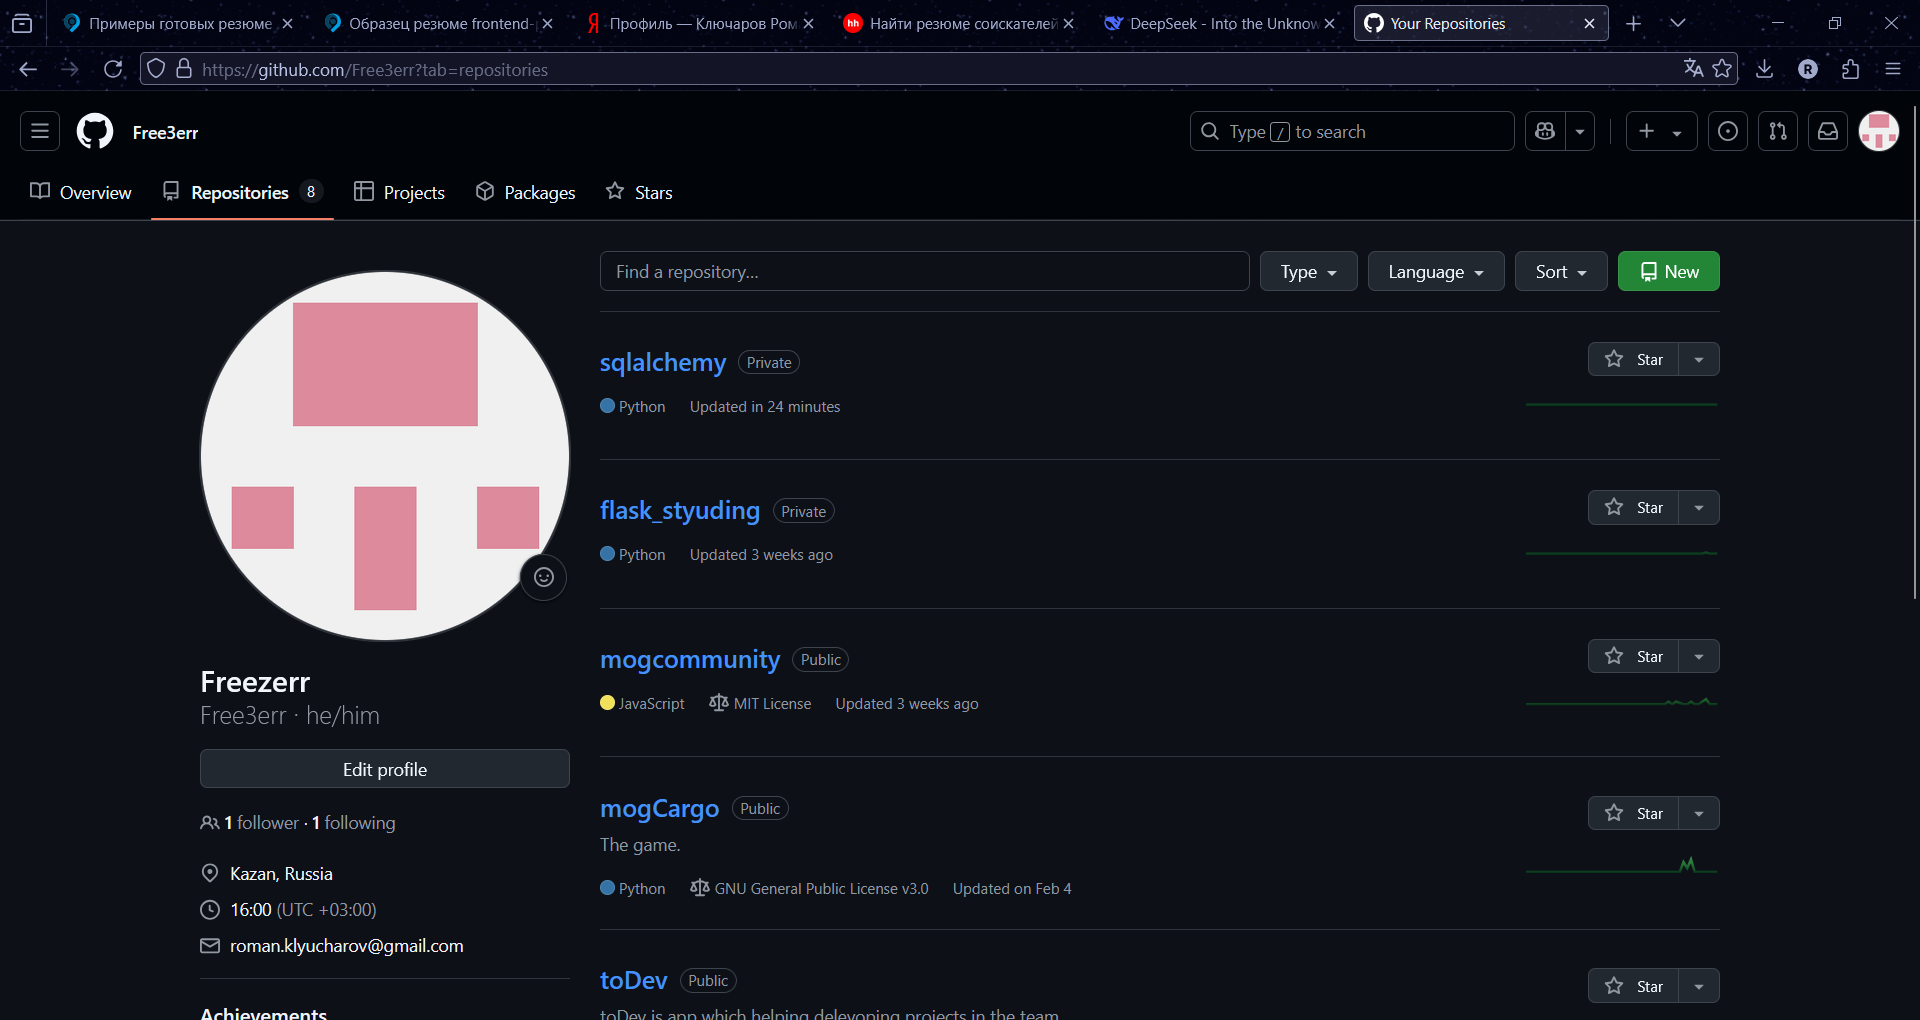 Примеры готовых резюме
Образец резюме frontend-
Профиль — Ключаров Ром
Найти резюме соискателей
DeepSeek - Into the Unknow
Your Repositories
https://github.com/Free3err?tab=repositories
R
Free3err
Type / to search
Overview
Repositories 8
Projects
Packages
Stars
Find a repository...
Type
Language
Sort
New
sqlalchemy Private
Star
Python Updated in 24 minutes
flask_styuding Private
Star
Python Updated 3 weeks ago
mogcommunity Public
Star
JavaScript MIT License Updated 3 weeks ago
mogCargo Public
Star
The game.
Python GNU General Public License v3.0 Updated on Feb 4
toDev Public
Star
toDev is app which helping delevoping projects in the team
Freezerr
Free3err · he/him
Edit profile
1 follower · 1 following
Kazan, Russia
16:00 (UTC +03:00)
roman.klyucharov@gmail.com
Achievements